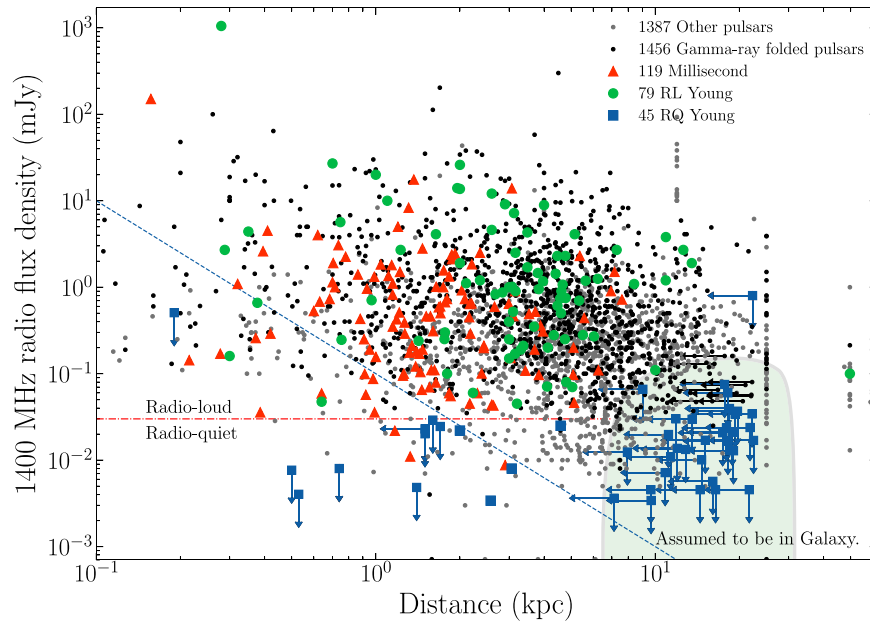 1387 Other pulsars
1456 Gamma-ray folded pulsars
119 Millisecond
79 RL Young
45 RQ Young
1400 MHz radio flux density (mJy)
10³
10²
10¹
10⁰
10⁻¹
10⁻²
10⁻³
Radio-loud
Radio-quiet
Assumed to be in Galaxy.
10⁻¹ 10⁰ 10¹
Distance (kpc)